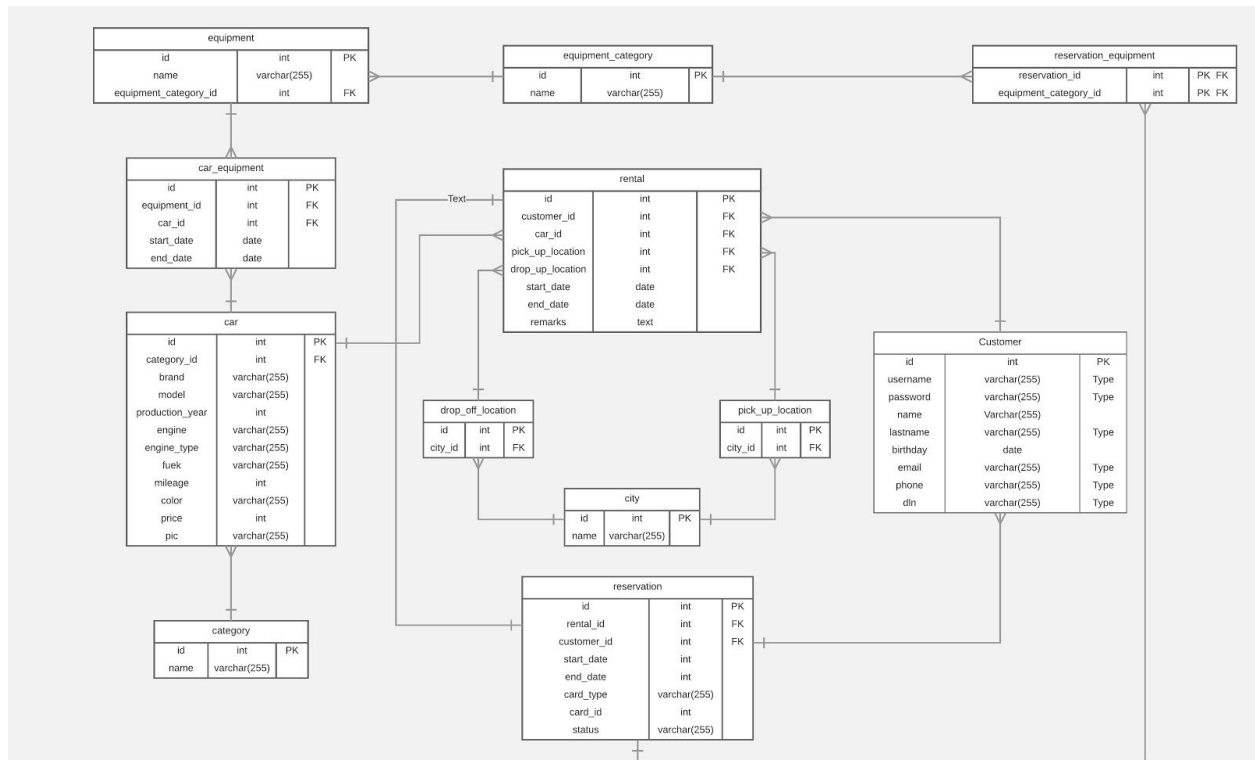 equipment
id int PK
name varchar(255)
equipment_category_id int FK
equipment_category
id int PK
name varchar(255)
reservation_equipment
reservation_id int PK FK
equipment_category_id int PK FK
car_equipment
id int PK
equipment_id int FK
car_id int FK
start_date date
end_date date
Text
rental
id int PK
customer_id int FK
car_id int FK
pick_up_location int FK
drop_up_location int FK
start_date date
end_date date
remarks text
car
id int PK
category_id int FK
brand varchar(255)
model varchar(255)
production_year int
engine varchar(255)
engine_type varchar(255)
fuek varchar(255)
mileage int
color varchar(255)
price int
pic varchar(255)
Customer
id int PK
username varchar(255) Type
password varchar(255) Type
name Varchar(255)
lastname varchar(255) Type
birthday date
email varchar(255) Type
phone varchar(255) Type
dln varchar(255) Type
drop_off_location
id int PK
city_id int FK
pick_up_location
id int PK
city_id int FK
city
id int PK
name varchar(255)
category
id int PK
name varchar(255)
reservation
id int PK
rental_id int FK
customer_id int FK
start_date int
end_date int
card_type varchar(255)
card_id int
status varchar(255)